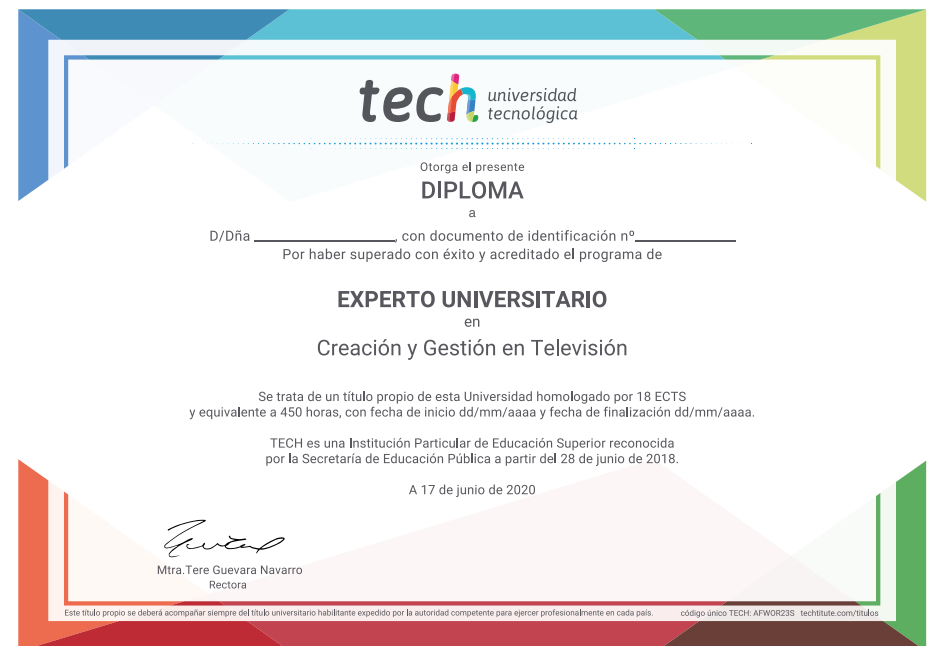 tech universidad
tecnológica
Otorga el presente
DIPLOMA
a
D/Dña ______________, con documento de identificación nº__________
Por haber superado con éxito y acreditado el programa de
EXPERTO UNIVERSITARIO
en
Creación y Gestión en Televisión
Se trata de un título propio de esta Universidad homologado por 18 ECTS
y equivalente a 450 horas, con fecha de inicio dd/mm/aaaa y fecha de finalización dd/mm/aaaa.
TECH es una Institución Particular de Educación Superior reconocida
por la Secretaría de Educación Pública a partir del 28 de junio de 2018.
A 17 de junio de 2020
Mtra.Tere Guevara Navarro
Rectora
Este título propio se deberá acompañar siempre del título universitario habilitante expedido por la autoridad competente para ejercer profesionalmente en cada país. código único TECH: AFWOR23S techtitute.com/titulos